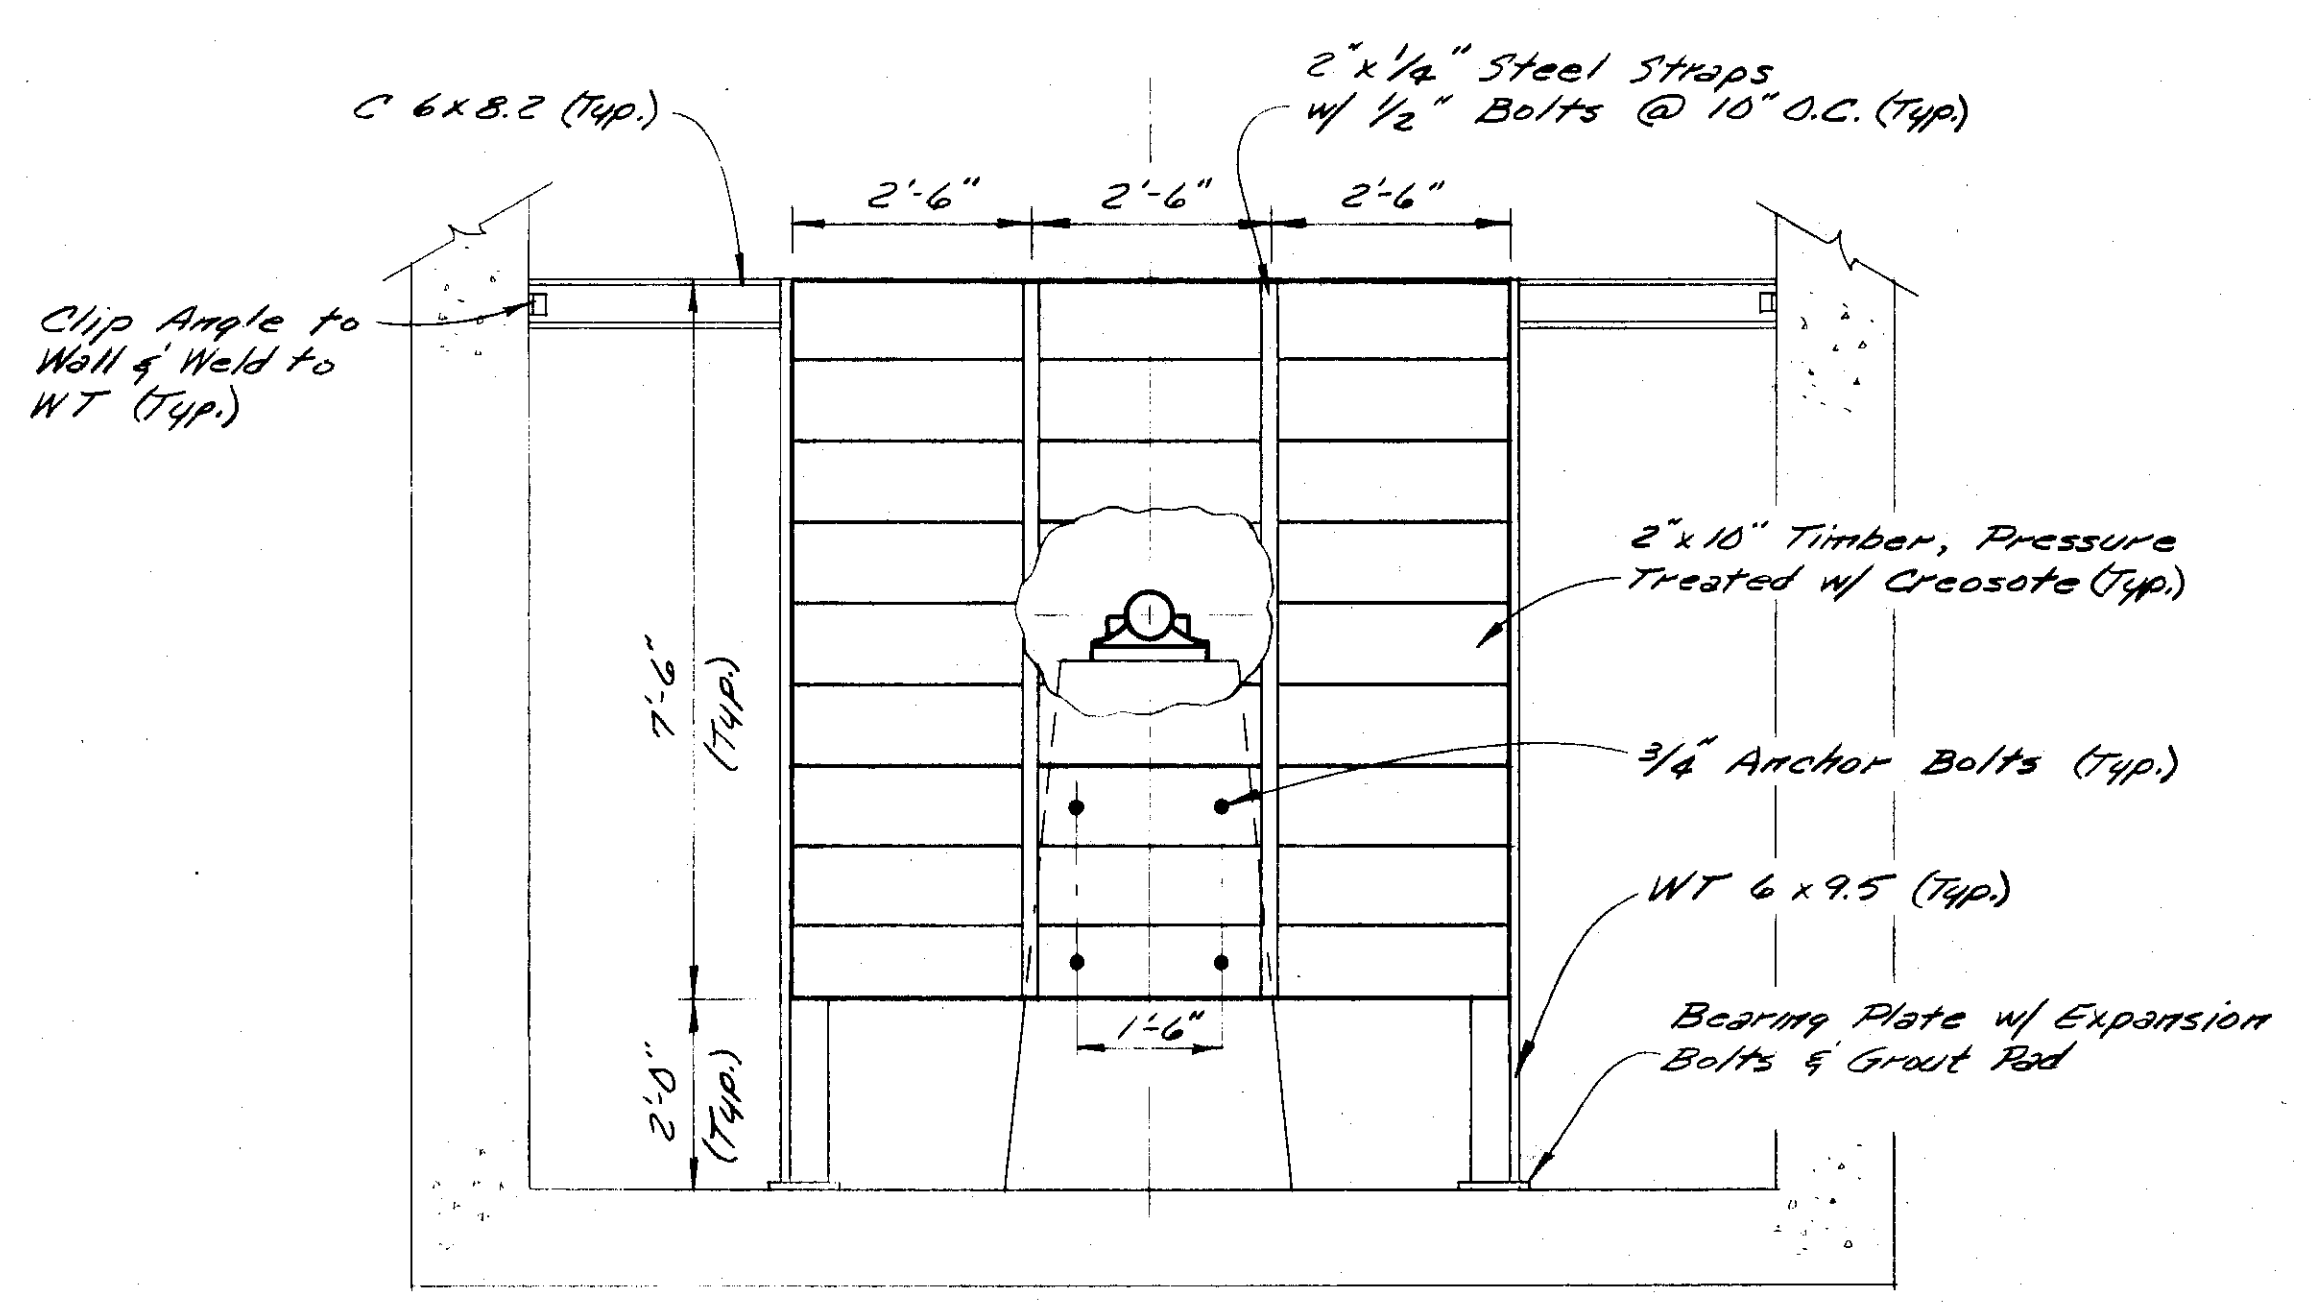 2" x 1/4" Steel Straps
w/ 1/2" Bolts @ 10" O.C. (Typ.)
C 6 x 8.2 (Typ.)
2'-6" 2'-6" 2'-6"
Clip Angle to
Wall & Weld to
WT (Typ.)
2" x 10" Timber, Pressure
Treated w/ Creosote (Typ.)
7'-6"
(Typ.)
3/4" Anchor Bolts (Typ.)
WT 6 x 9.5 (Typ.)
Bearing Plate w/ Expansion
Bolts & Grout Pad
1'-6"
2'-0"
(Typ.)